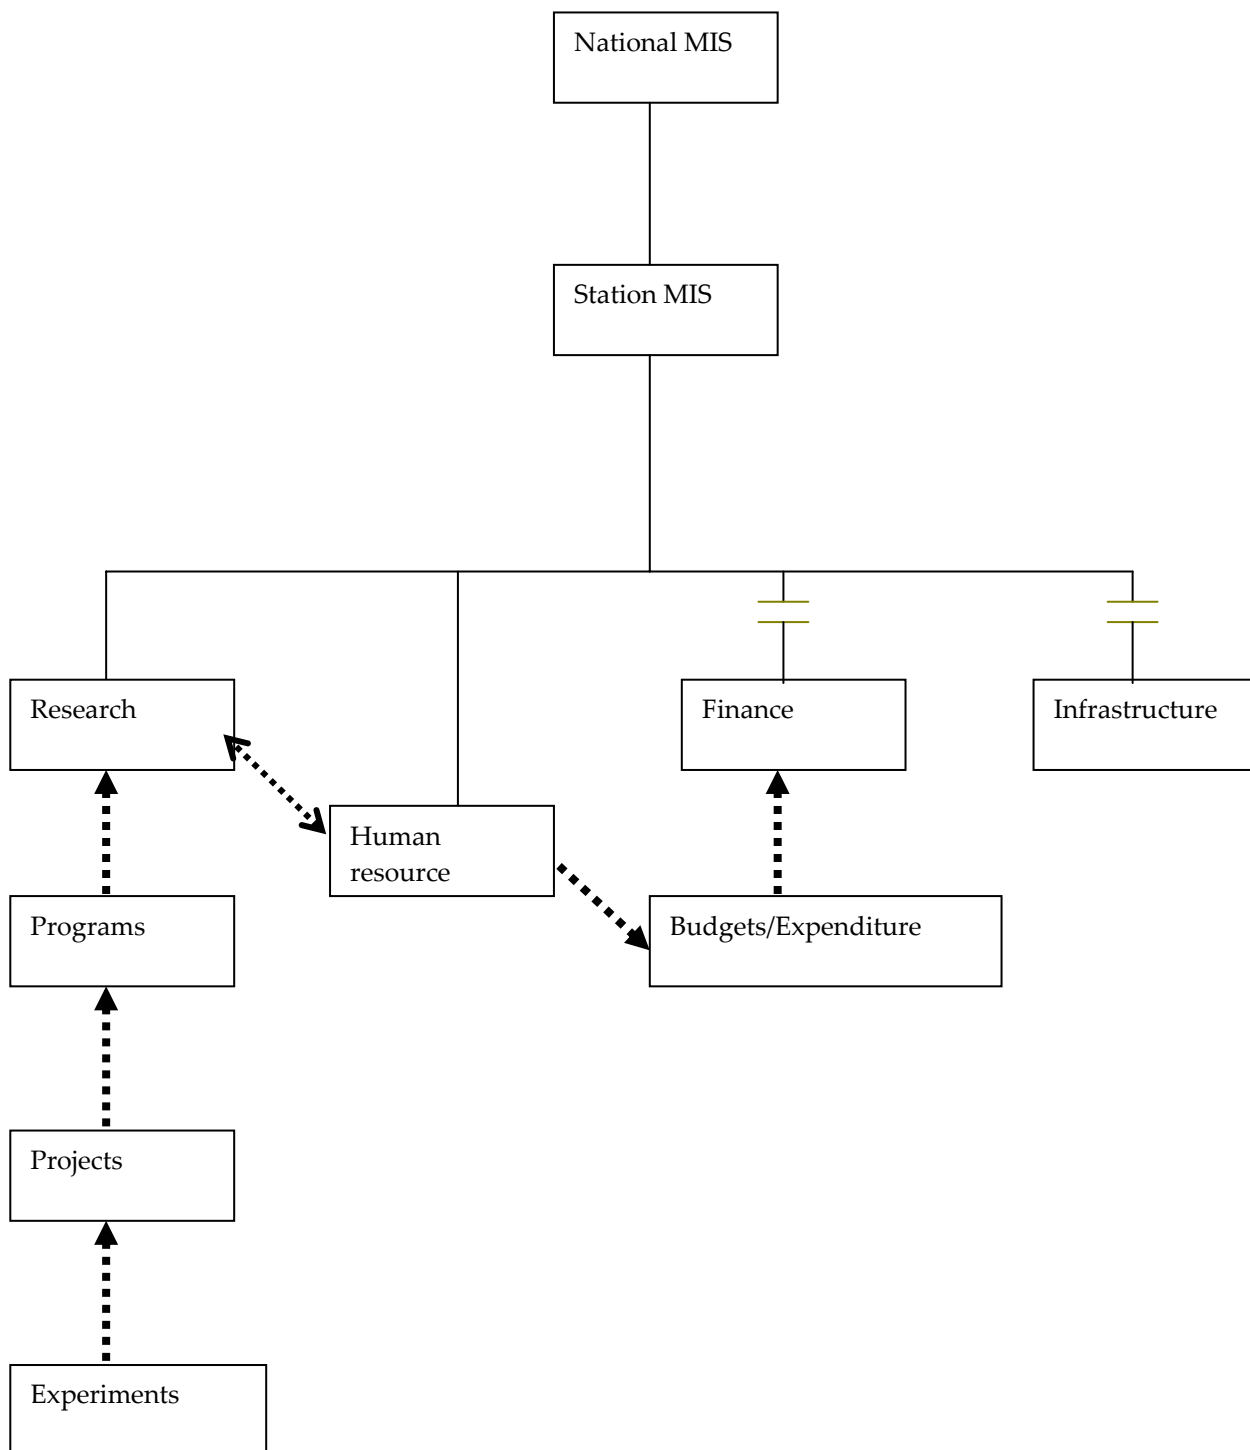 National MIS
Station MIS
Research
Finance
Infrastructure
Human
resource
Programs
Budgets/Expenditure
Projects
Experiments